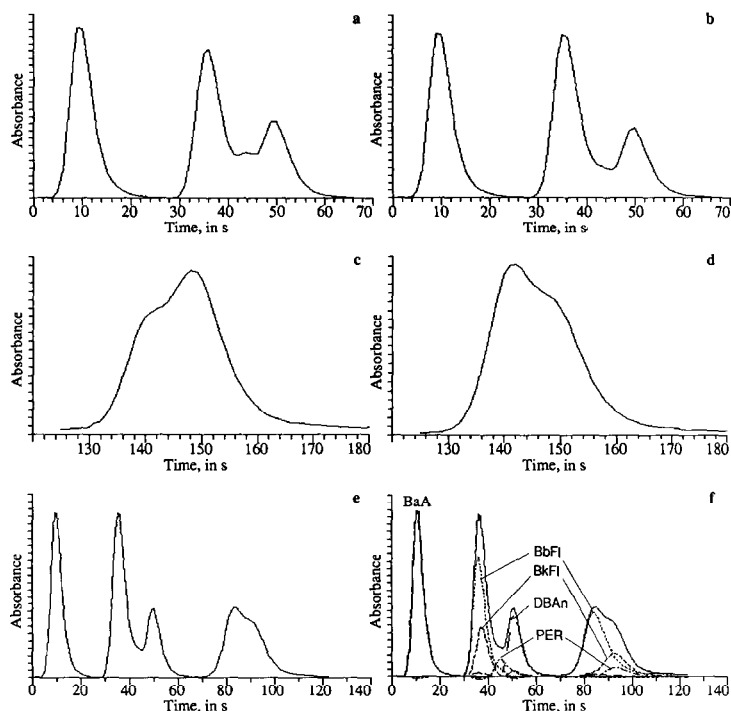 a
Absorbance
0 10 20 30 40 50 60 70
Time, in s
b
Absorbance
0 10 20 30 40 50 60 70
Time, in s
c
Absorbance
130 140 150 160 170 180
Time, in s
d
Absorbance
130 140 150 160 170 180
Time, in s
e
Absorbance
0 20 40 60 80 100 120 140
Time, in s
f
BaA
BbFl
BkFl
DBAn
PER
Absorbance
0 20 40 60 80 100 120 140
Time, in s